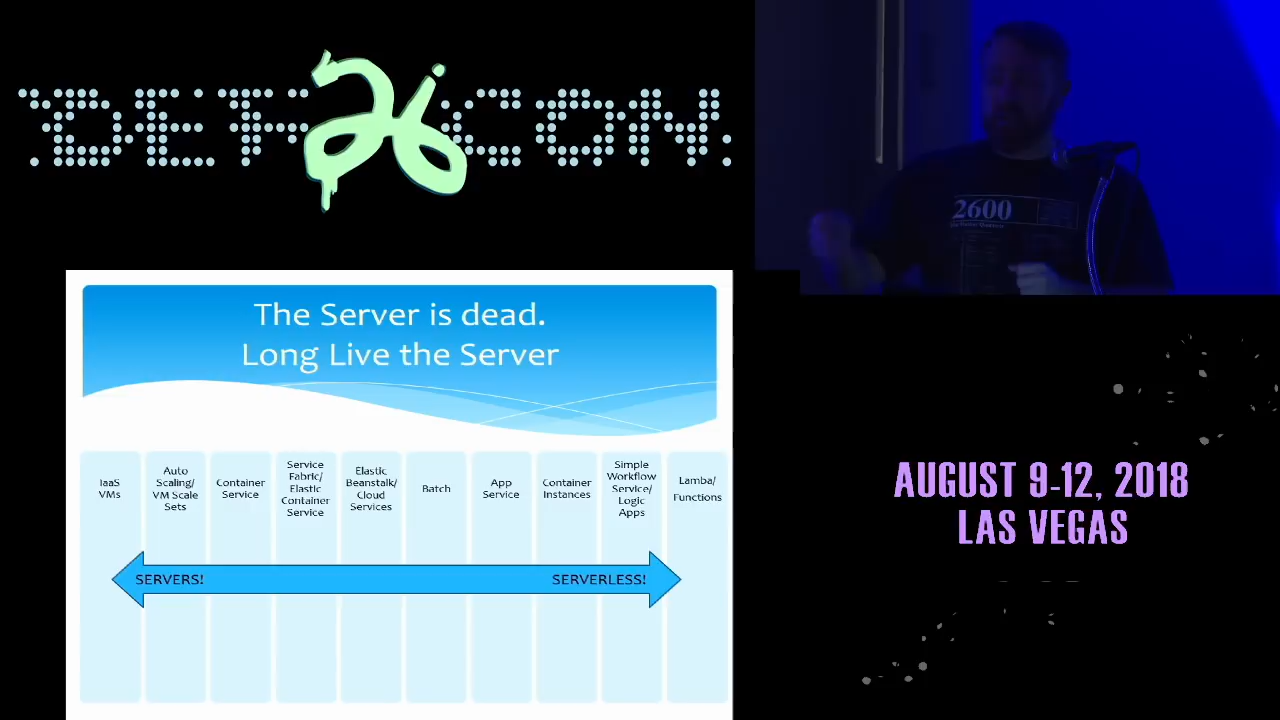 DEF 26 CON
2600
The Server is dead.
Long Live the Server
IaaS
VMs
Auto
Scaling/
VM Scale
Sets
Container
Service
Service
Fabric/
Elastic
Container
Service
Elastic
Beanstalk/
Cloud
Services
Batch
App
Service
Container
Instances
Simple
Workflow
Service/
Logic
Apps
Lamba/
Functions
SERVERS!
SERVERLESS!
AUGUST 9-12, 2018
LAS VEGAS